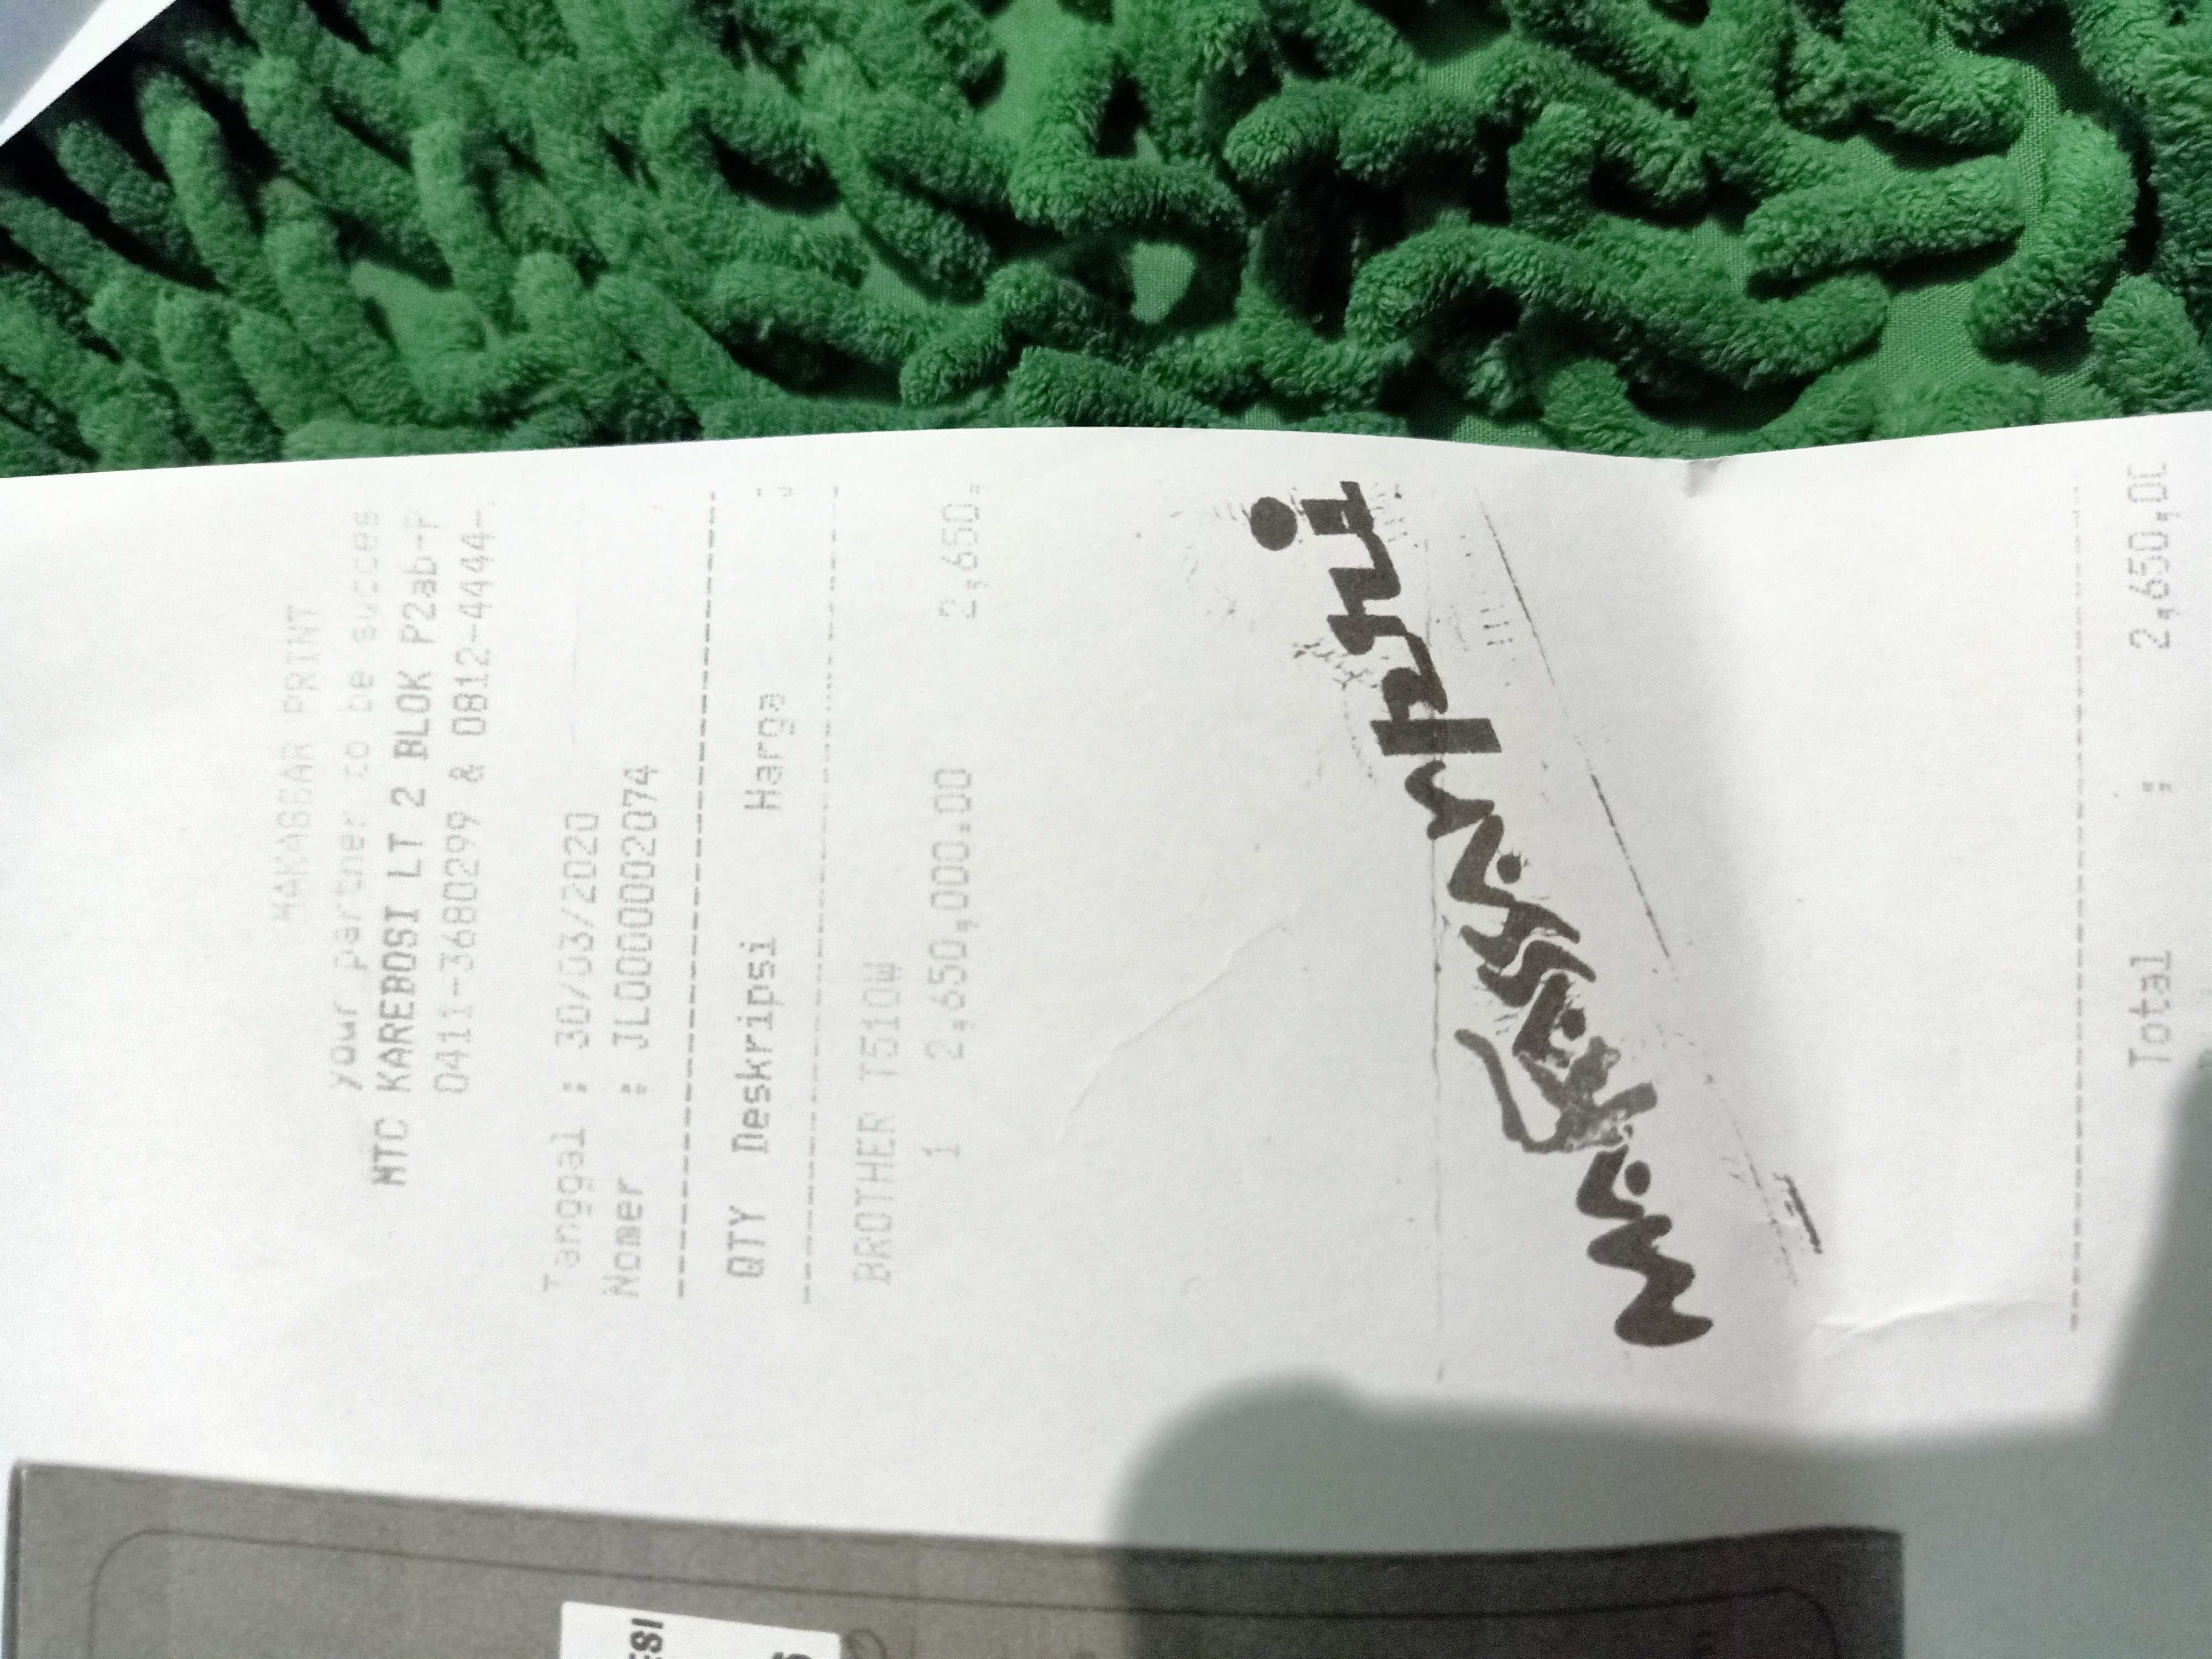 MAKASSAR PRINT
your partner to be succes
MTC KAREBOSI LT 2 BLOK P2ab-P
0411-3680299 & 0812-4444-
Tanggal : 30/03/2020
Nomer : JL0000002074
QTY Deskripsi Harga
BROTHER T510W
1 2,650,000.00 2,650,
makassarprint
Total : 2,650,00